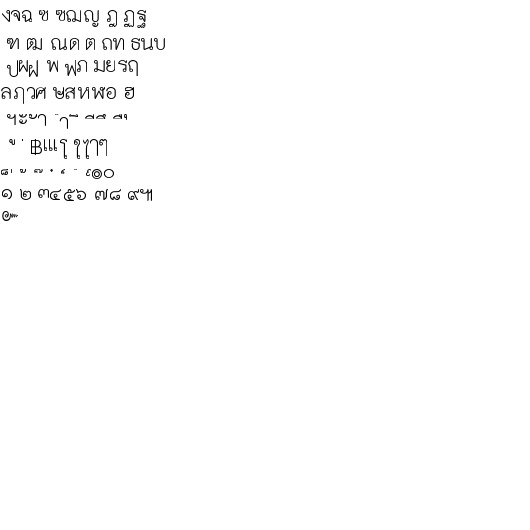 งจฉ ช ซฌญ ฎ ฏฐ
ฑ ฒ ณด ต ถท ธนบ
ปผฝ พ ฟภ มยรฤ
ลฦวศ ษสหฬอ ฮ
ฯะ ั า ำ ิ ี ึ ื ุ
ู ฺ ฿เแโ ใไๅๆ
็ ่ ้ ๊ ๋ ์ ํ ๎๏๐
๑ ๒ ๓๔๕๖ ๗๘ ๙๚
๛